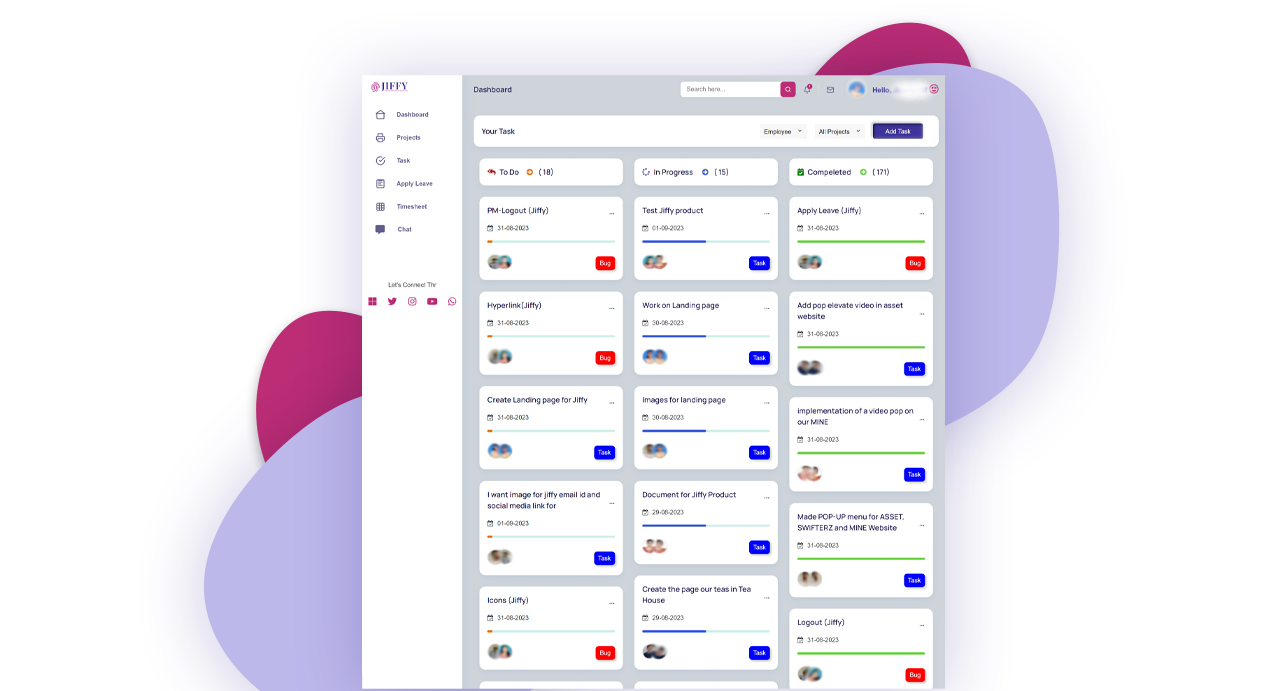 JIFFY
Dashboard
Projects
Task
Apply Leave
Timesheet
Chat
Let's Connect Thr
Dashboard
Search here...
Hello,
Your Task
Employee
All Projects
Add Task
To Do (18)
PM-Logout (Jiffy)
31-08-2023
Bug
Hyperlink(Jiffy)
31-08-2023
Bug
Create Landing page for Jiffy
31-08-2023
Task
I want image for jiffy email id and
social media link for
01-09-2023
Task
Icons (Jiffy)
31-08-2023
Bug
In Progress (15)
Test Jiffy product
01-09-2023
Task
Work on Landing page
30-08-2023
Task
Images for landing page
30-08-2023
Task
Document for Jiffy Product
29-08-2023
Task
Create the page our teas in Tea
House
29-08-2023
Task
Compeleted (171)
Apply Leave (Jiffy)
31-08-2023
Bug
Add pop elevate video in asset
website
31-08-2023
Task
implementation of a video pop on
our MINE
31-08-2023
Task
Made POP-UP menu for ASSET,
SWIFTERZ and MINE Website
31-08-2023
Task
Logout (Jiffy)
31-08-2023
Bug